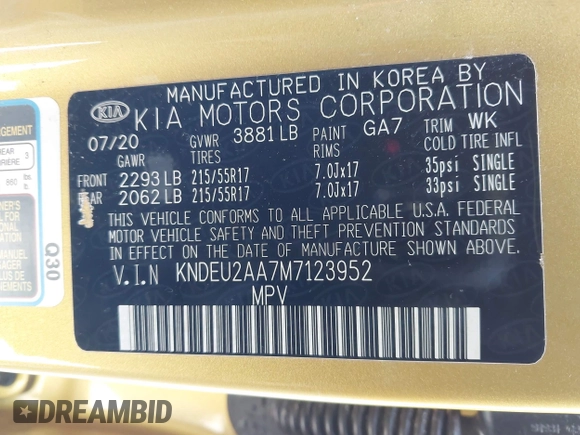 MANUFACTURED IN KOREA BY
KIA KIA MOTORS CORPORATION
07/20 GVWR 3881 LB PAINT GA7 TRIM WK
GAWR TIRES RIMS COLD TIRE INFL
FRONT 2293 LB 215/55R17 7.0Jx17 35psi SINGLE
REAR 2062 LB 215/55R17 7.0Jx17 33psi SINGLE
THIS VEHICLE CONFORMS TO ALL APPLICABLE U.S.A. FEDERAL
MOTOR VEHICLE SAFETY AND THEFT PREVENTION STANDARDS
IN EFFECT ON THE DATE OF MANUFACTURE SHOWN ABOVE.
V.I.N KNDEU2AA7M7123952
MPV
Q30
3
860
DREAMBID